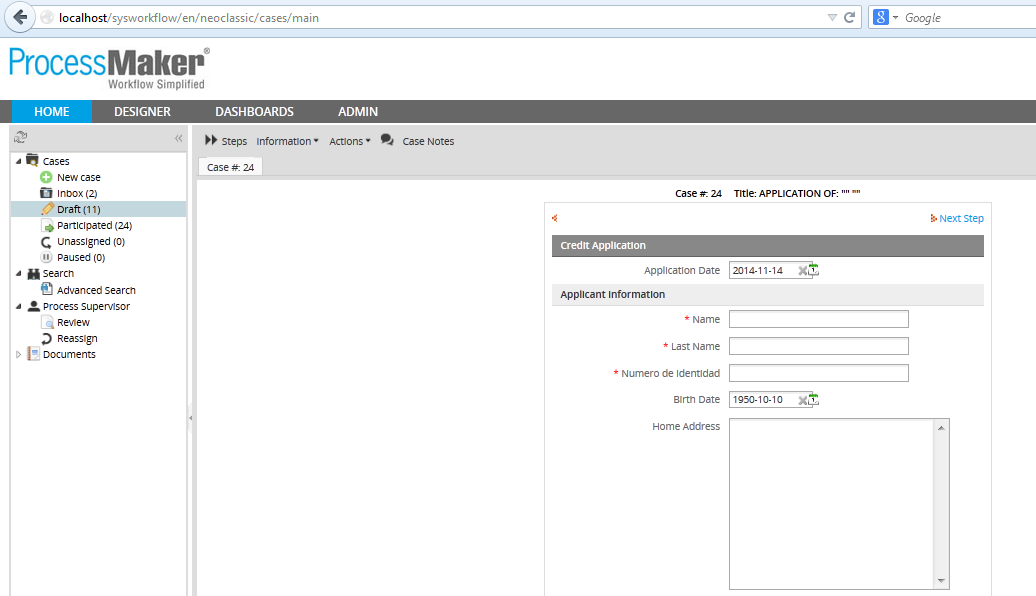 localhost/sysworkflow/en/neoclassic/cases/main
8 Google
ProcessMaker®
Workflow Simplified
HOME DESIGNER DASHBOARDS ADMIN
Steps Information Actions Case Notes
Case #: 24
Cases
New case
Inbox (2)
Draft (11)
Participated (24)
Unassigned (0)
Paused (0)
Search
Advanced Search
Process Supervisor
Review
Reassign
Documents
Case #: 24 Title: APPLICATION OF: "" ""
Next Step
Credit Application
Application Date 2014-11-14
Applicant Information
* Name
* Last Name
* Numero de Identidad
Birth Date 1950-10-10
Home Address